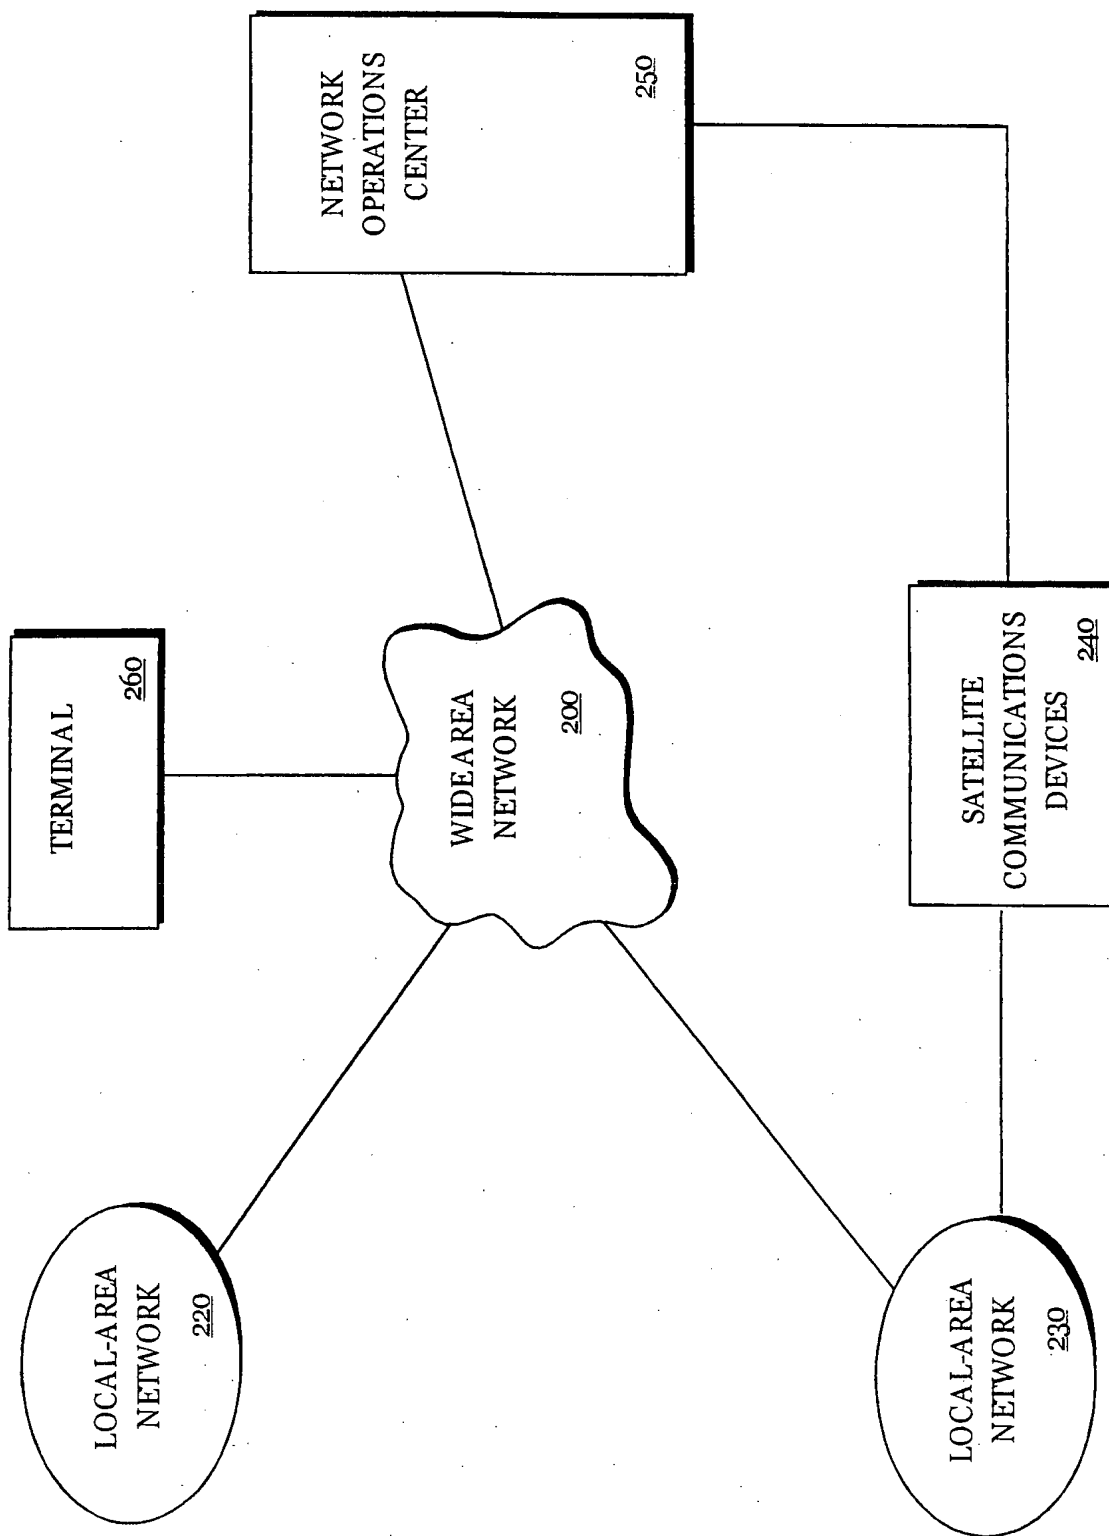 TERMINAL
260
LOCAL-AREA
NETWORK
220
WIDE AREA
NETWORK
200
NETWORK
OPERATIONS
CENTER
250
LOCAL-AREA
NETWORK
230
SATELLITE
COMMUNICATIONS
DEVICES
240